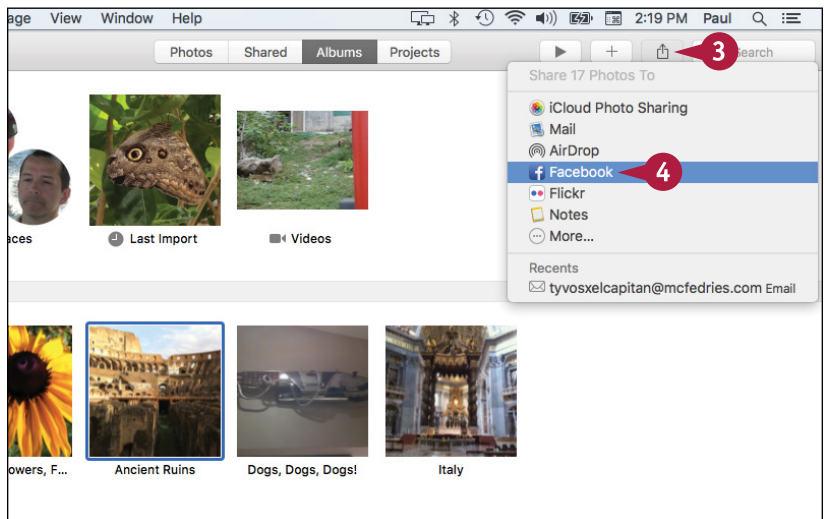 age View Window Help 2:19 PM Paul
Photos Shared Albums Projects
3
earch
Share 17 Photos To
iCloud Photo Sharing
Mail
AirDrop
Facebook
4
Flickr
Notes
More...
Recents
tyvosxelcapitan@mcfedries.com Email
aces
Last Import
Videos
owers, F...
Ancient Ruins
Dogs, Dogs, Dogs!
Italy